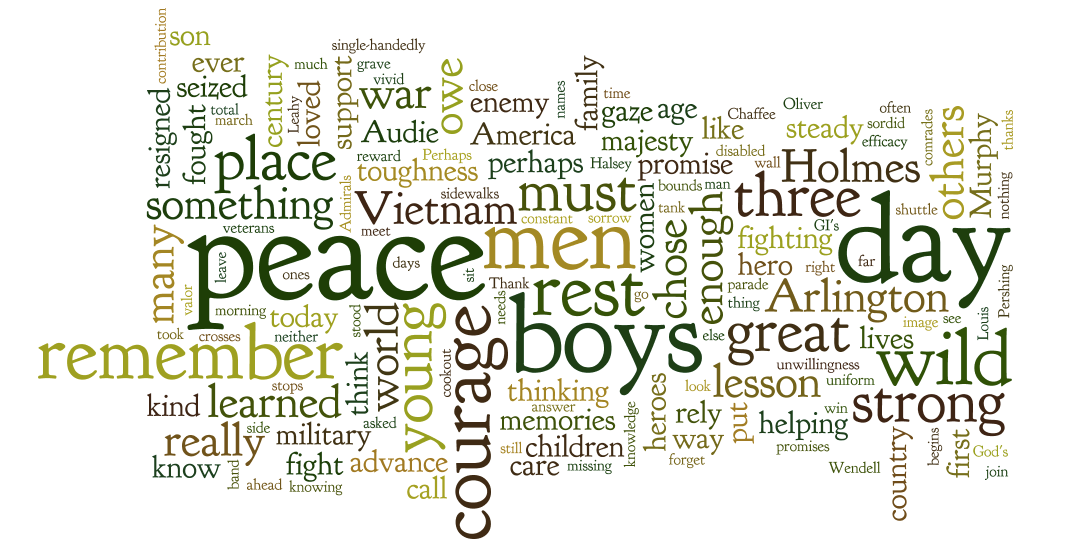 contribution
son
single-handedly
ever
century
much
grave
support
owe
close
family
time
seized
vivid
war
enemy
names
gaze
age
Chaffee
Oliver
often
resigned
fought
total
march
Leahy
loved
Audie
America
majesty
like
steady
sordid
efficacy
comrades
others
Murphy
thanks
place
reward
Perhaps
toughness
perhaps
Halsey
promise
disabled
wall
Holmes
something
veterans
Admirals
Vietnam
meet
sidewalks
must
constant
sorrow
women
bounds
man
tank
three
shuttle
nothing
many
valor
peace
leave
ones
days
sit
men
chose
enough
fighting
GI's
hero
right
far
day
Pershing
Thank
needs
rest
go
parade
thing
Arlington
took
morning
crosses
today
neither
stood
world
young
courage
boys
else
great
image
see
Louis
lives
remember
stops
think
cookout
thinking
answer
look
lesson
unwillingness
uniform
wild
kind
learned
asked
memories
knowledge
heroes
rely
put
helping
win
strong
really
side
military
still
children
way
promises
country
begins
first
God's
know
band
fight
advance
care
missing
forget
Wendell
join
ahead
knowing
call